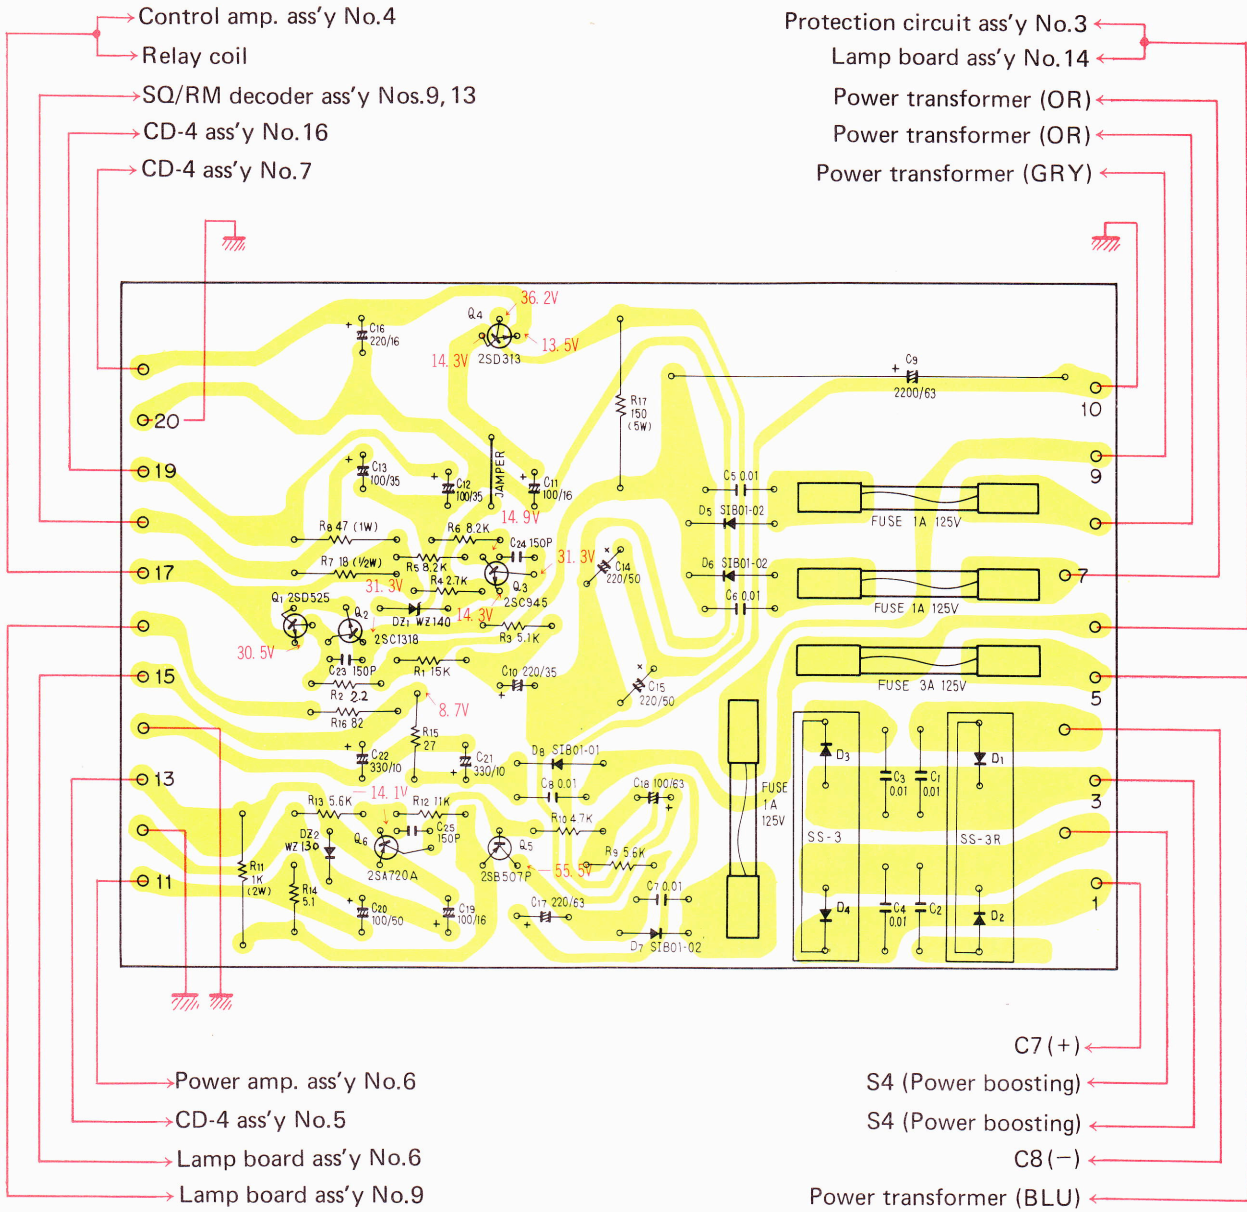 Control amp. ass'y No.4
Relay coil
SQ/RM decoder ass'y Nos.9, 13
CD-4 ass'y No.16
CD-4 ass'y No.7
Protection circuit ass'y No.3
Lamp board ass'y No.14
Power transformer (OR)
Power transformer (OR)
Power transformer (GRY)
36.2V
Q4
13.5V
14.3V
2SD313
+ C16
220/16
R17
150
(5W)
+ C9
2200/63
20
10
19
9
+ C13
100/35
+ C12
100/35
JAMPER
+ C11
100/16
C5 0.01
D5 SIB01-02
FUSE 1A 125V
14.9V
R8 47 (1W)
R6 8.2K
C24 150P
31.3V
R7 18 (½W)
R5 8.2K
R4 2.7K
Q3
2SC945
C14
220/50
D6 SIB01-02
C6 0.01
FUSE 1A 125V
17
7
31.3V
14.3V
Q1 2SD525
Q2
2SC1318
DZ1 WZ140
R3 5.1K
30.5V
C23 150P
R1 15K
R2 2.2
R16 82
C10 220/35
+
C15
220/50
FUSE 3A 125V
15
5
8.7V
R15
27
+ C22
330/10
C21
+ 330/10
D8 SIB01-01
C8 0.01
C18 100/63
+
FUSE
1A
125V
D3
C3
0.01
C1
0.01
D1
13
3
-14.1V
R13 5.6K
R12 11K
C25
150P
DZ2
WZ130
Q6
2SA720A
Q5
2SB507P
R10 4.7K
R9 5.6K
-55.5V
SS-3
SS-3R
R11
1K
(2W)
R14
5.1
11
1
+ C20
100/50
C19
+ 100/16
C7 0.01
+ C17 220/63
D7 SIB01-02
D4
C4
0.01
C2
D2
C7(+)
S4 (Power boosting)
S4 (Power boosting)
C8(−)
Power transformer (BLU)
Power amp. ass'y No.6
CD-4 ass'y No.5
Lamp board ass'y No.6
Lamp board ass'y No.9